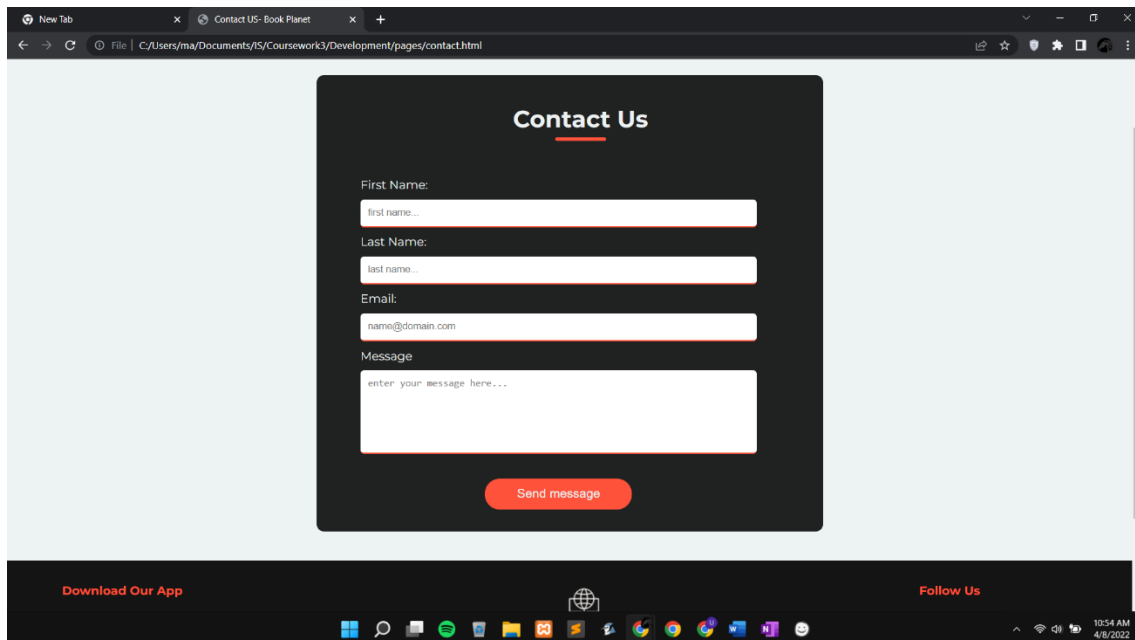 New Tab
Contact US- Book Planet
File | C:/Users/ma/Documents/IS/Coursework3/Development/pages/contact.html
Contact Us
First Name:
first name...
Last Name:
last name...
Email:
name@domain.com
Message
enter your message here...
Send message
Download Our App
Follow Us
10:54 AM
4/8/2022